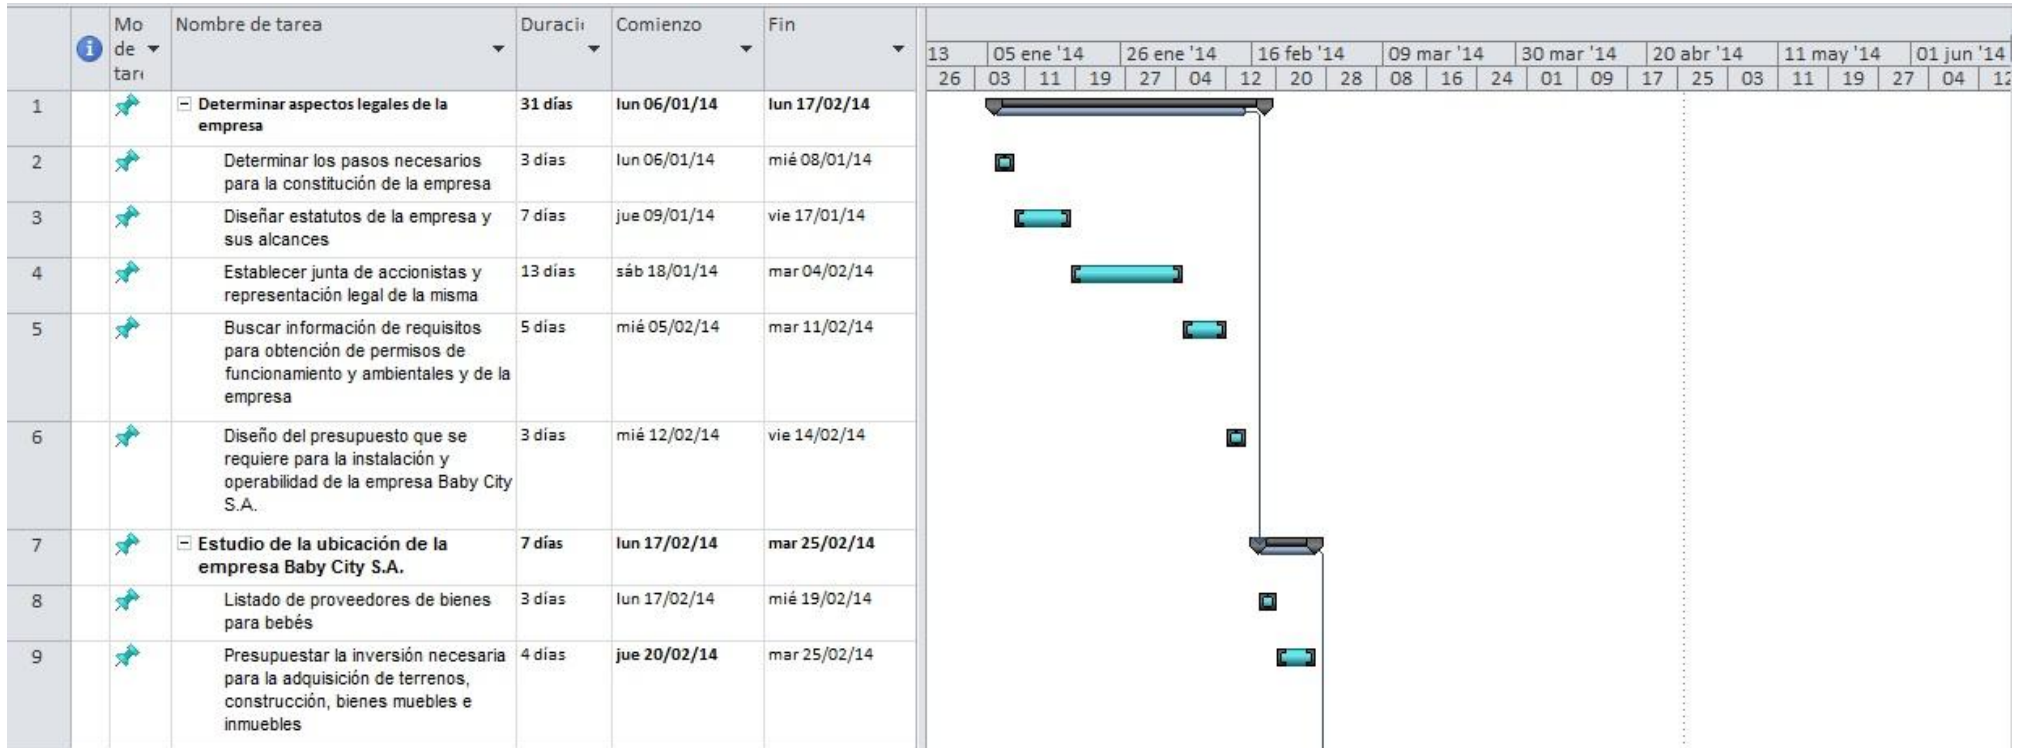 Mo
de
tar
Nombre de tarea
Duraci
Comienzo
Fin
13 05 ene '14 26 ene '14 16 feb '14 09 mar '14 30 mar '14 20 abr '14 11 may '14 01 jun '14
26 03 11 19 27 04 12 20 28 08 16 24 01 09 17 25 03 11 19 27 04 12
1 Determinar aspectos legales de la 31 días lun 06/01/14 lun 17/02/14
empresa
2 Determinar los pasos necesarios 3 días lun 06/01/14 mié 08/01/14
para la constitución de la empresa
3 Diseñar estatutos de la empresa y 7 días jue 09/01/14 vie 17/01/14
sus alcances
4 Establecer junta de accionistas y 13 días sáb 18/01/14 mar 04/02/14
representación legal de la misma
5 Buscar información de requisitos 5 días mié 05/02/14 mar 11/02/14
para obtención de permisos de
funcionamiento y ambientales y de la
empresa
6 Diseño del presupuesto que se 3 días mié 12/02/14 vie 14/02/14
requiere para la instalación y
operabilidad de la empresa Baby City
S.A.
7 Estudio de la ubicación de la 7 días lun 17/02/14 mar 25/02/14
empresa Baby City S.A.
8 Listado de proveedores de bienes 3 días lun 17/02/14 mié 19/02/14
para bebés
9 Presupuestar la inversión necesaria 4 días jue 20/02/14 mar 25/02/14
para la adquisición de terrenos,
construcción, bienes muebles e
inmuebles